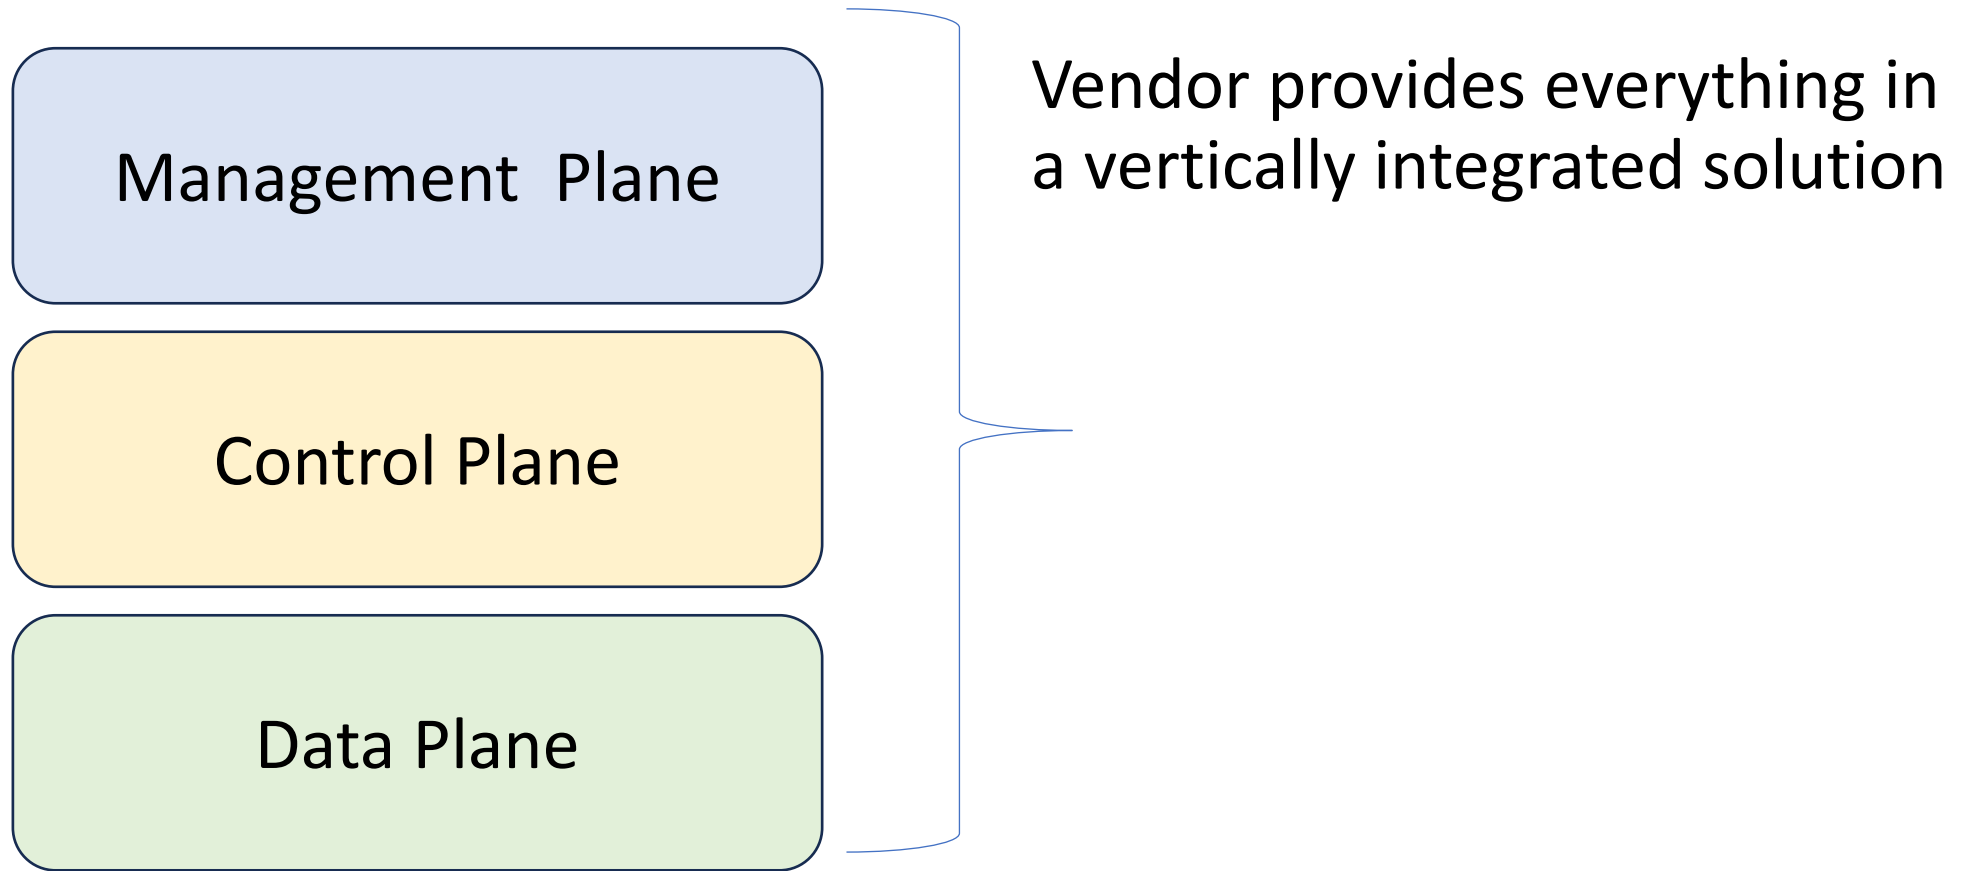 Management  Plane
Vendor provides everything in
a vertically integrated solution
Control Plane
Data Plane